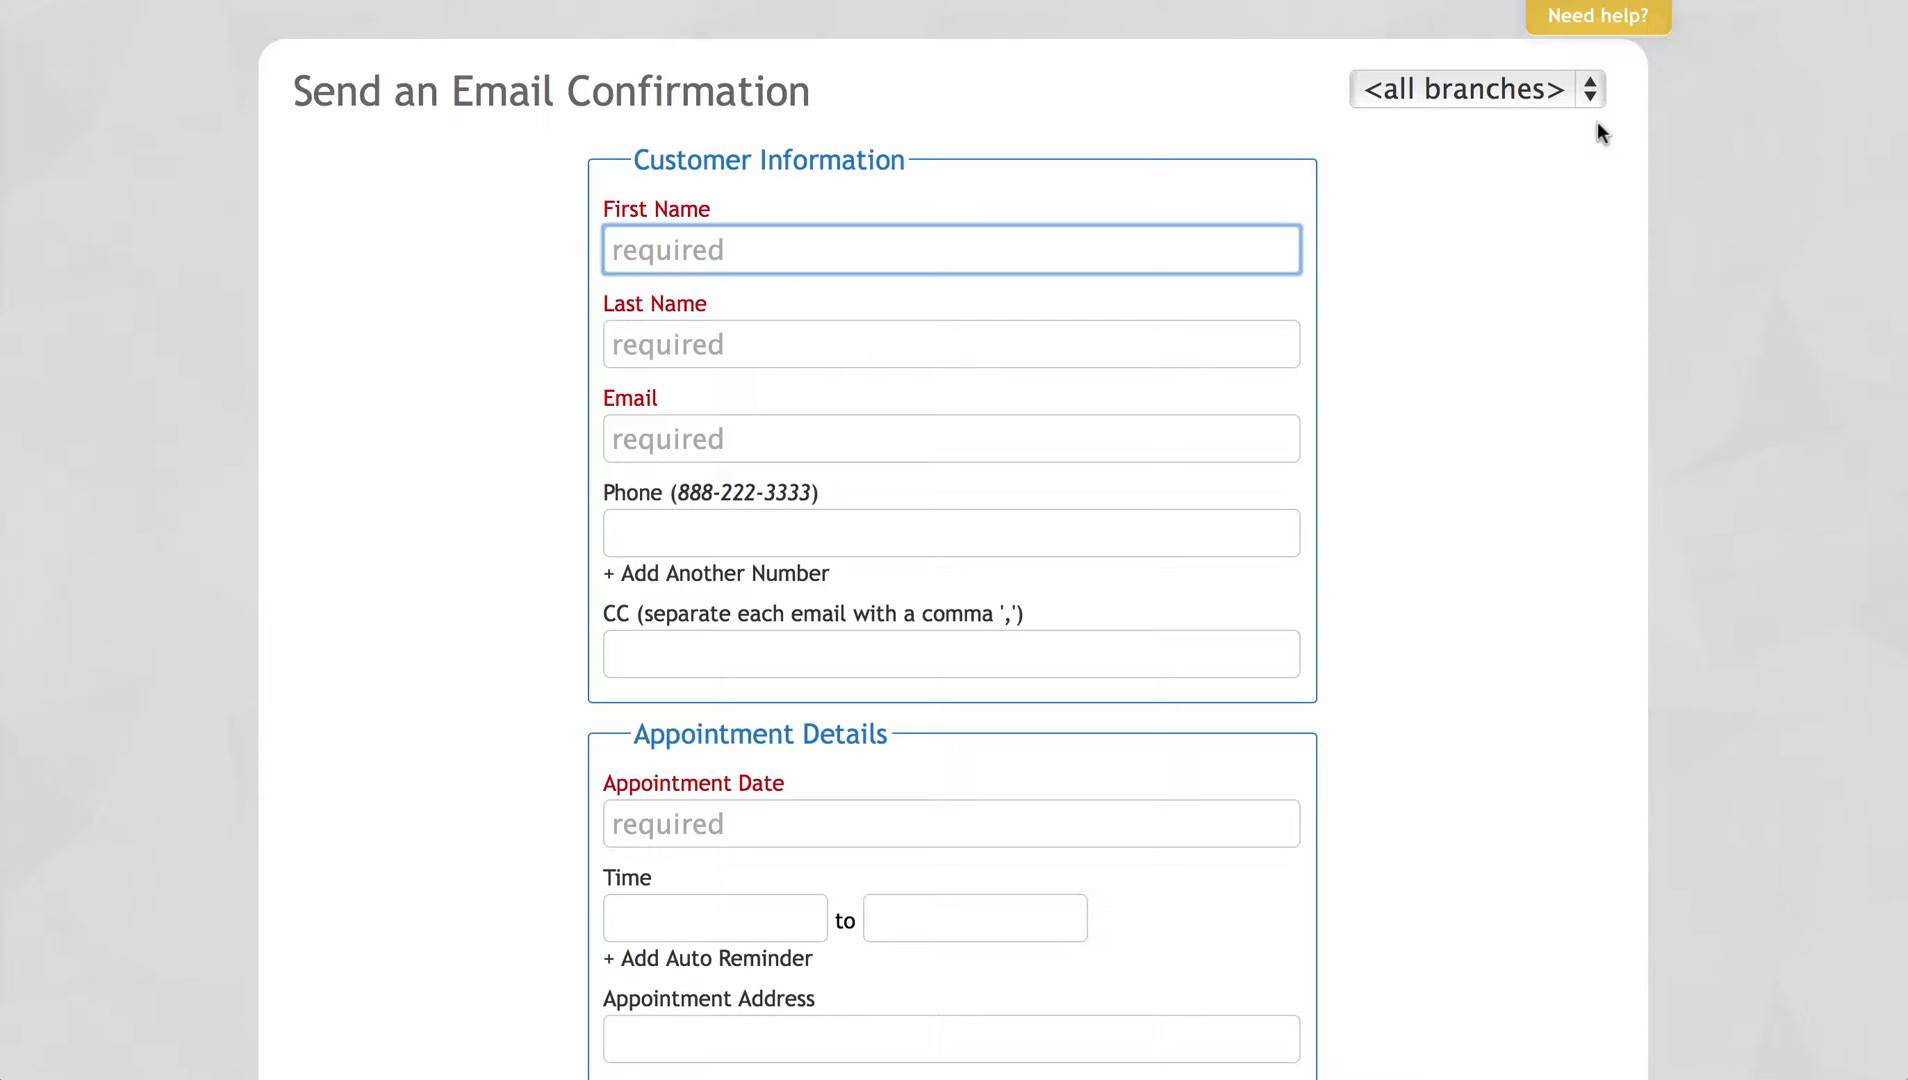 Need help?
Send an Email Confirmation
<all branches>
Customer Information
First Name
required
Last Name
required
Email
required
Phone (888-222-3333)
+ Add Another Number
CC (separate each email with a comma ',')
Appointment Details
Appointment Date
required
Time
to
+ Add Auto Reminder
Appointment Address